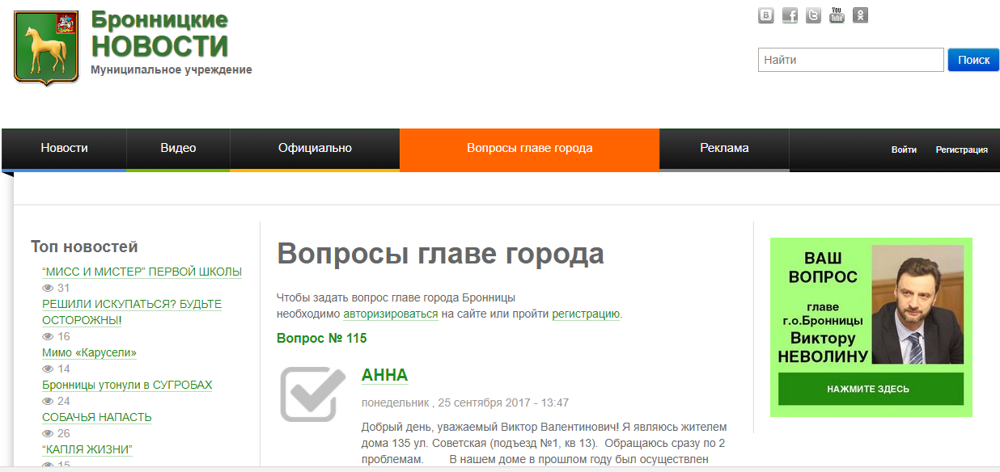 Бронницкие
НОВОСТИ
Муниципальное учреждение
B f t You Tube
Найти
Поиск
Новости
Видео
Официально
Вопросы главе города
Реклама
Войти
Регистрация
Топ новостей
“МИСС И МИСТЕР” ПЕРВОЙ ШКОЛЫ
31
РЕШИЛИ ИСКУПАТЬСЯ? БУДЬТЕ
ОСТОРОЖНЫ!
16
Мимо «Карусели»
14
Бронницы утонули в СУГРОБАХ
24
СОБАЧЬЯ НАПАСТЬ
26
“КАПЛЯ ЖИЗНИ”
15
Вопросы главе города
Чтобы задать вопрос главе города Бронницы
необходимо авторизироваться на сайте или пройти регистрацию.
Вопрос № 115
АННА
понедельник , 25 сентября 2017 - 13:47
Добрый день, уважаемый Виктор Валентинович! Я являюсь жителем
дома 135 ул. Советская (подъезд №1, кв 13). Обращаюсь сразу по 2
проблемам. В нашем доме в прошлом году был осуществлен
ВАШ
ВОПРОС
главе
г.о.Бронницы
Виктору
НЕВОЛИНУ
НАЖМИТЕ ЗДЕСЬ